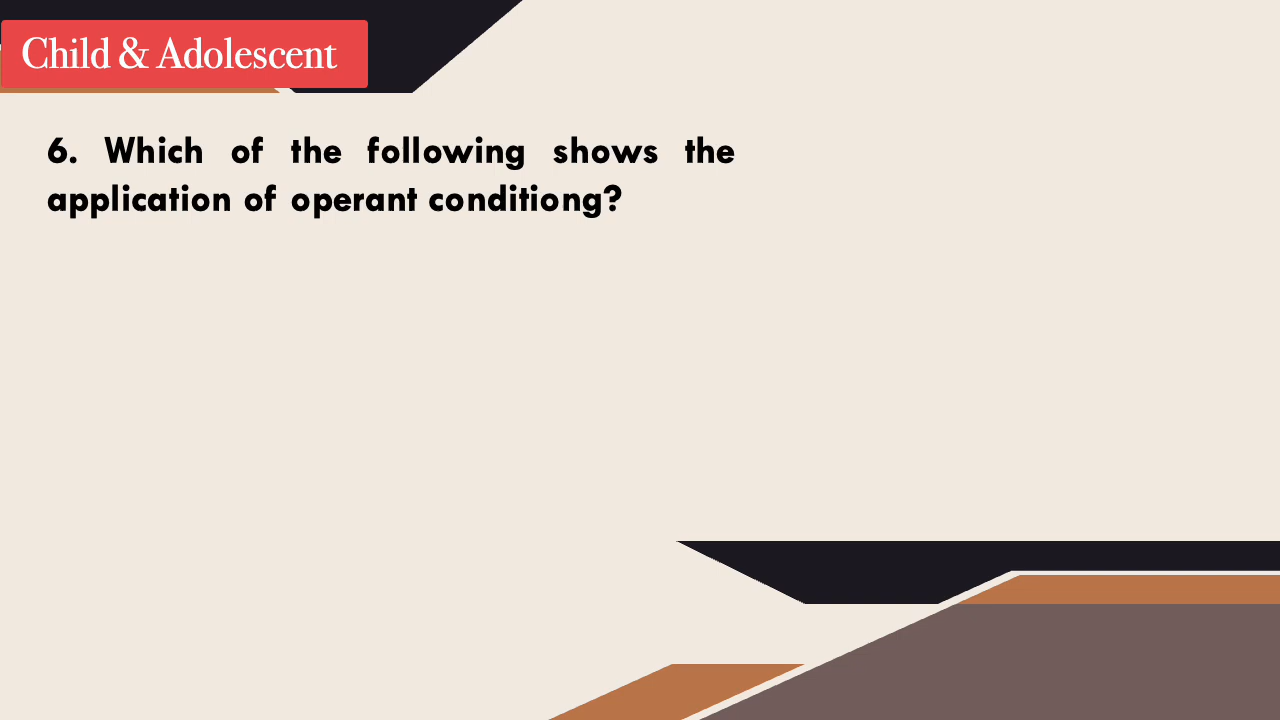 Child & Adolescent
6. Which of the following shows the
application of operant conditiong?